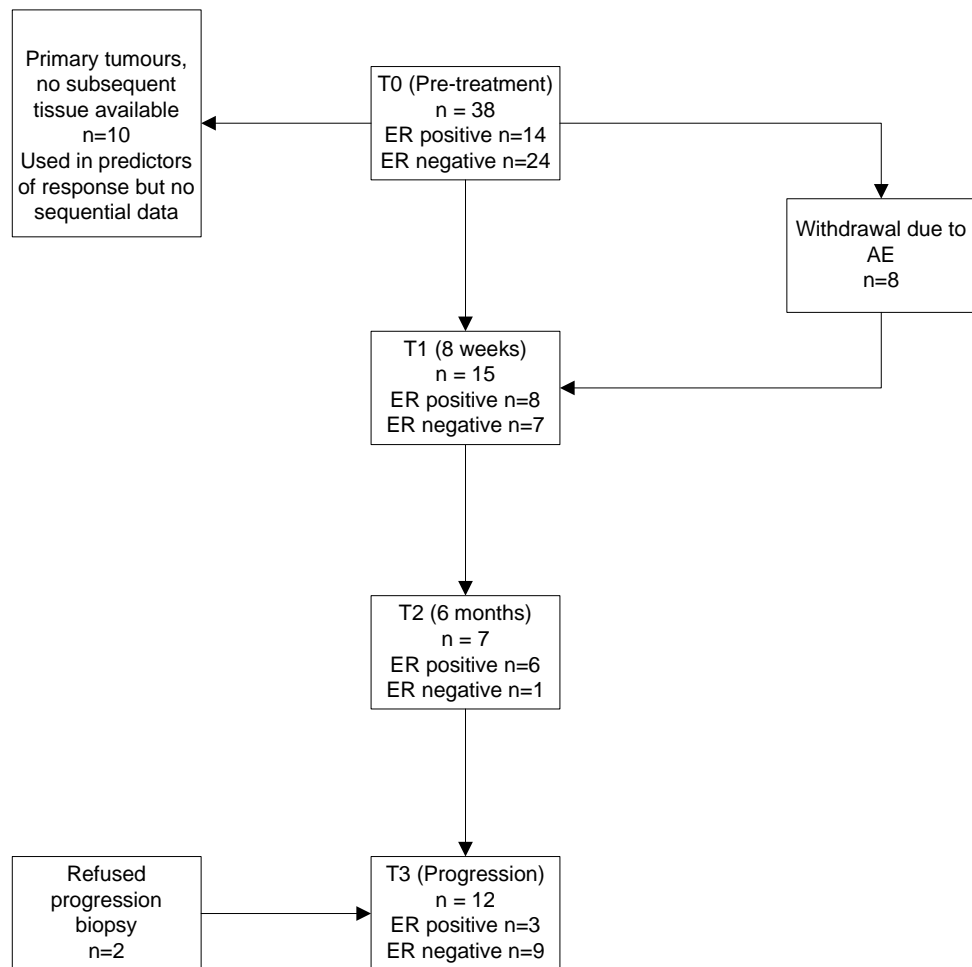 Primary tumours,
no subsequent
tissue available
n=10
Used in predictors
of response but no
sequential data
T0 (Pre-treatment)
n = 38
ER positive n=14
ER negative n=24
Withdrawal due to
AE
n=8
T1 (8 weeks)
n = 15
ER positive n=8
ER negative n=7
T2 (6 months)
n = 7
ER positive n=6
ER negative n=1
Refused
progression
biopsy
n=2
T3 (Progression)
n = 12
ER positive n=3
ER negative n=9